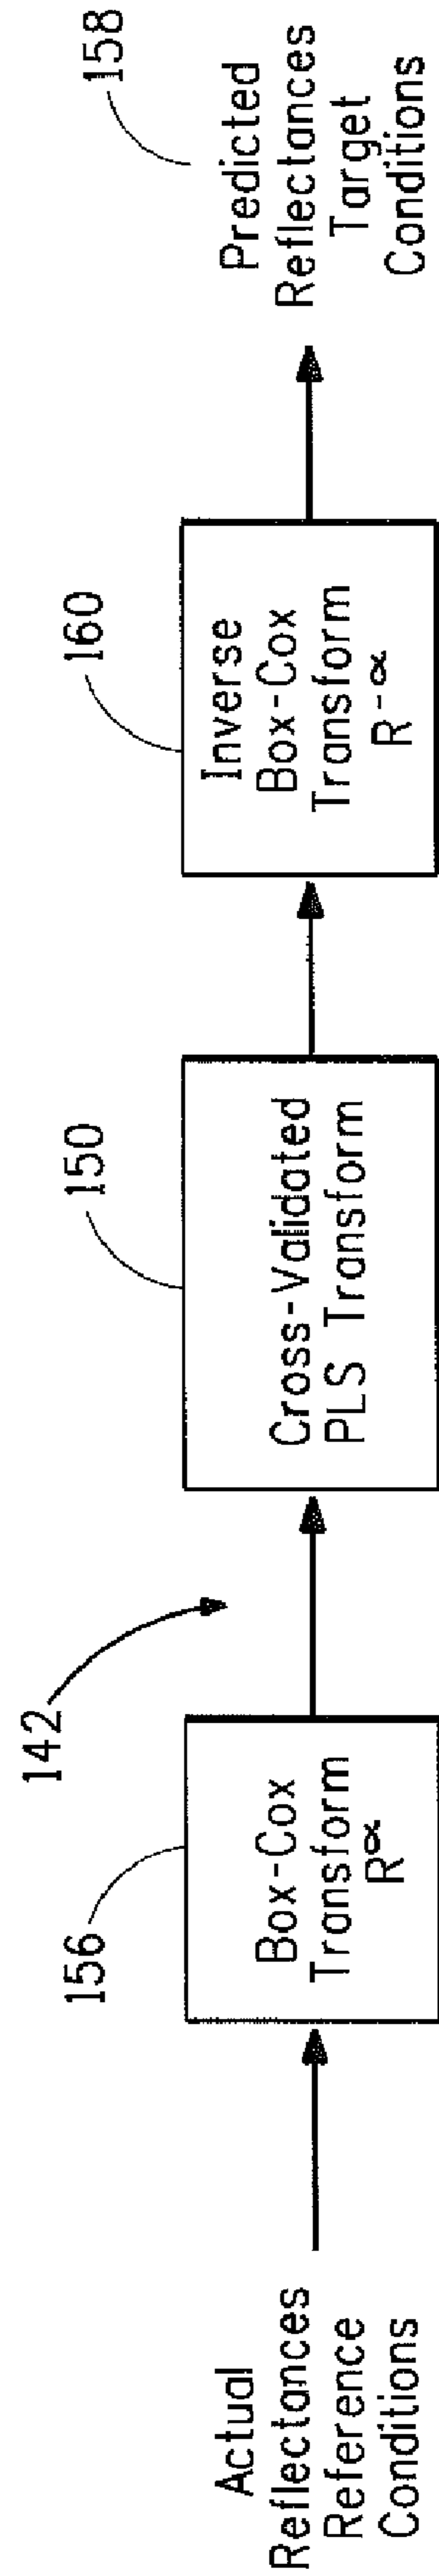 Actual
Reflectances
Reference
Conditions
156
Box-Cox
Transform
R^α
142
150
Cross-Validated
PLS Transform
160
Inverse
Box-Cox
Transform
R-α
158
Predicted
Reflectances
Target
Conditions